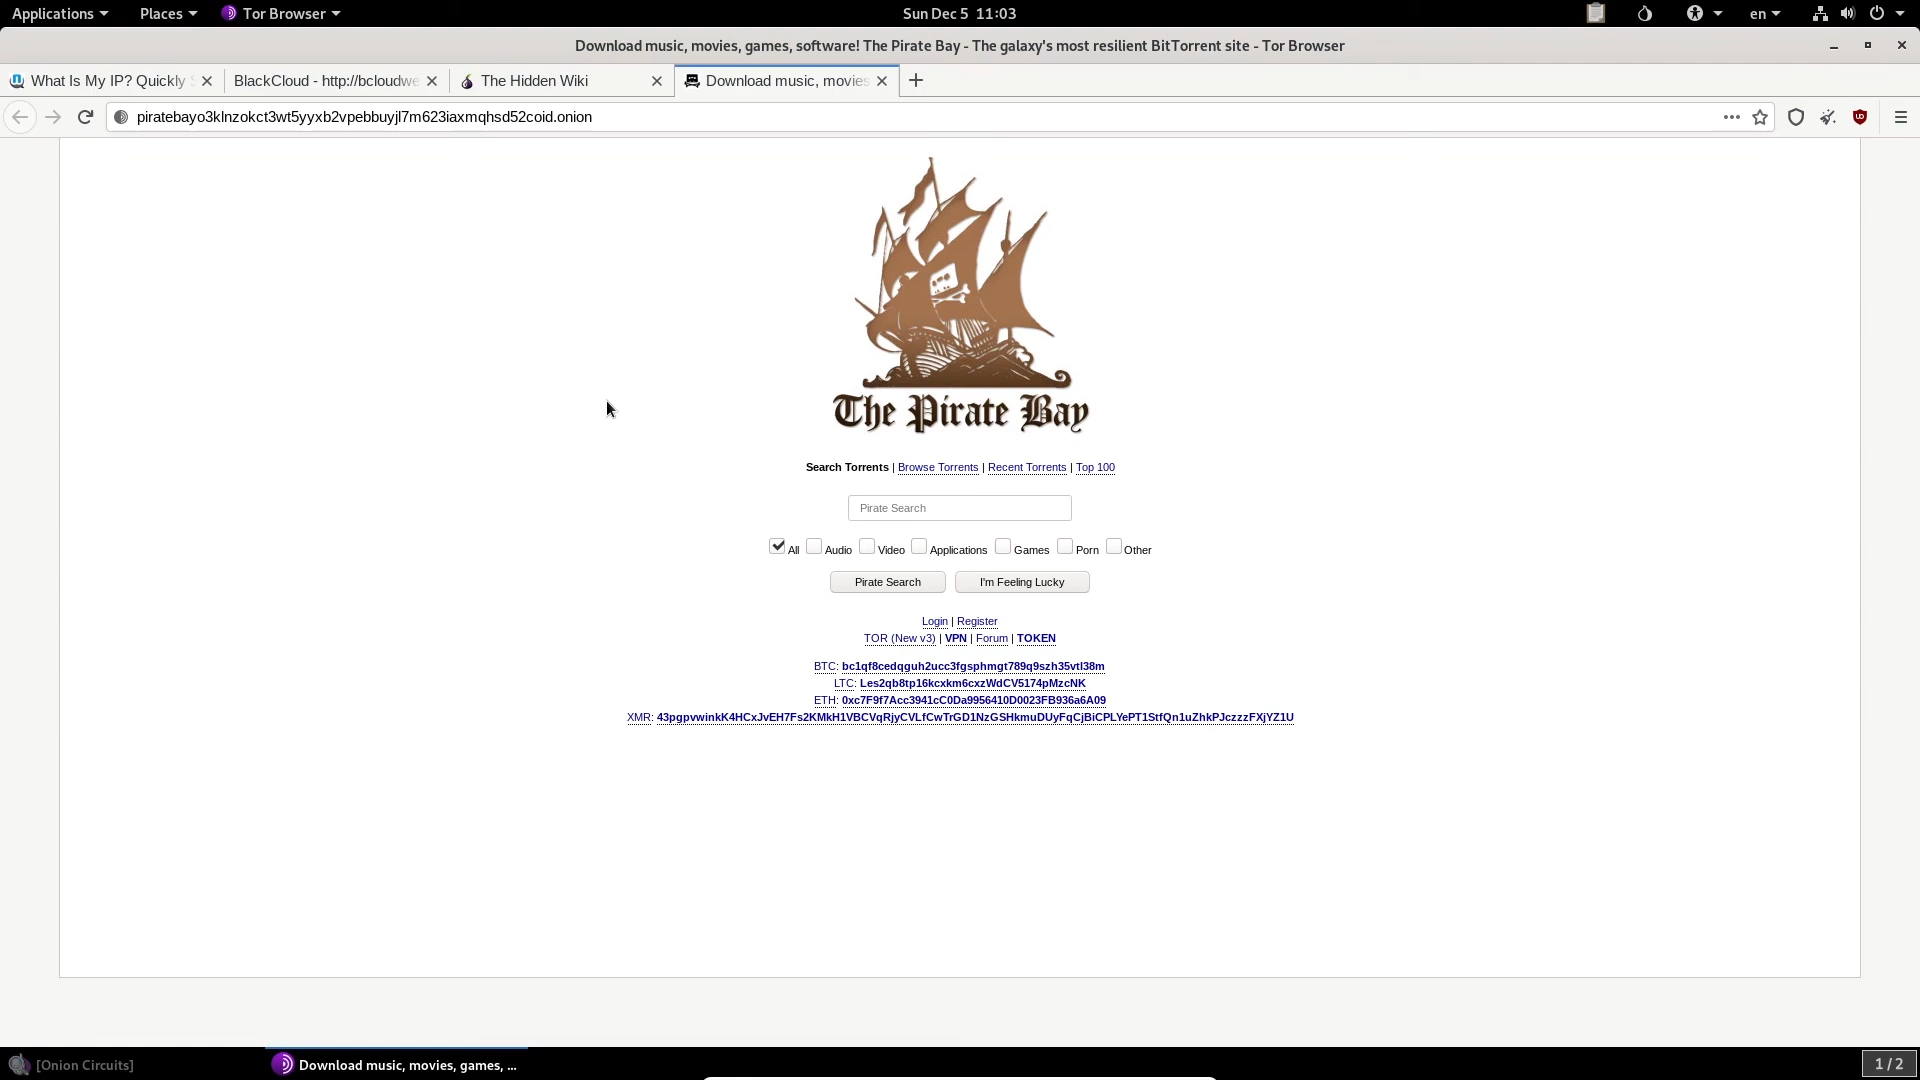 Applications Places Tor Browser Sun Dec 5 11:03 en
Download music, movies, games, software! The Pirate Bay - The galaxy's most resilient BitTorrent site - Tor Browser
What Is My IP? Quickly BlackCloud - http://bcloudwe The Hidden Wiki Download music, movies
piratebayo3klnzokct3wt5yyxb2vpebbuyjl7m623iaxmqhsd52coid.onion
The Pirate Bay
Search Torrents | Browse Torrents | Recent Torrents | Top 100
Pirate Search
All Audio Video Applications Games Porn Other
Pirate Search I'm Feeling Lucky
Login | Register
TOR (New v3) | VPN | Forum | TOKEN
BTC: bc1qf8cedqguh2ucc3fgsphmgt789q9szh35vtl38m
LTC: Les2qb8tp16kcxkm6cxzWdCV5174pMzcNK
ETH: 0xc7F9f7Acc3941cC0Da9956410D0023FB936a6A09
XMR: 43pgpvwinkK4HCxJvEH7Fs2KMkH1VBCVqRjyCVLfCwTrGD1NzGSHkmuDUyFqCjBiCPLYePT1StfQn1uZhkPJczzzFXjYZ1U
[Onion Circuits] Download music, movies, games, ... 1 / 2